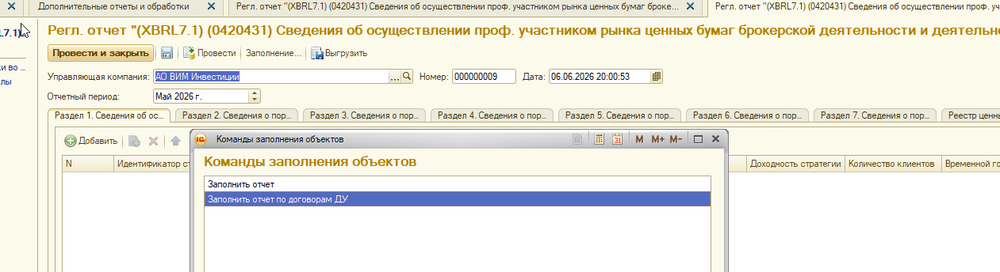 Дополнительные отчеты и обработки
Регл. отчет "(XBRL7.1) (0420431) Сведения об осуществлении проф. участником рынка ценных бумаг броке...
Регл. отчет "(XBRL7.1) (0420431) Сведения об осуществлении проф. уч
L7.1)
Регл. отчет "(XBRL7.1) (0420431) Сведения об осуществлении проф. участником рынка ценных бумаг брокерской деятельности и деятельно
Провести и закрыть
Провести
Заполнение...
Выгрузить
и во ...
лы
Управляющая компания:
АО ВИМ Инвестиции
...
Номер:
000000009
Дата:
06.06.2026 20:00:53
Отчетный период:
Май 2026 г.
Раздел 1. Сведения об ос...
Раздел 2. Сведения о пор...
Раздел 3. Сведения о пор...
Раздел 4. Сведения о пор...
Раздел 5. Сведения о пор...
Раздел 6. Сведения о пор...
Раздел 7. Сведения о пор...
Реестр ценны
Добавить
1С
Команды заполнения объектов
31
M
M+
M-
N
Идентификатор ст
Доходность стратегии
Количество клиентов
Временной го
Команды заполнения объектов
Заполнить отчет
Заполнить отчет по договорам ДУ